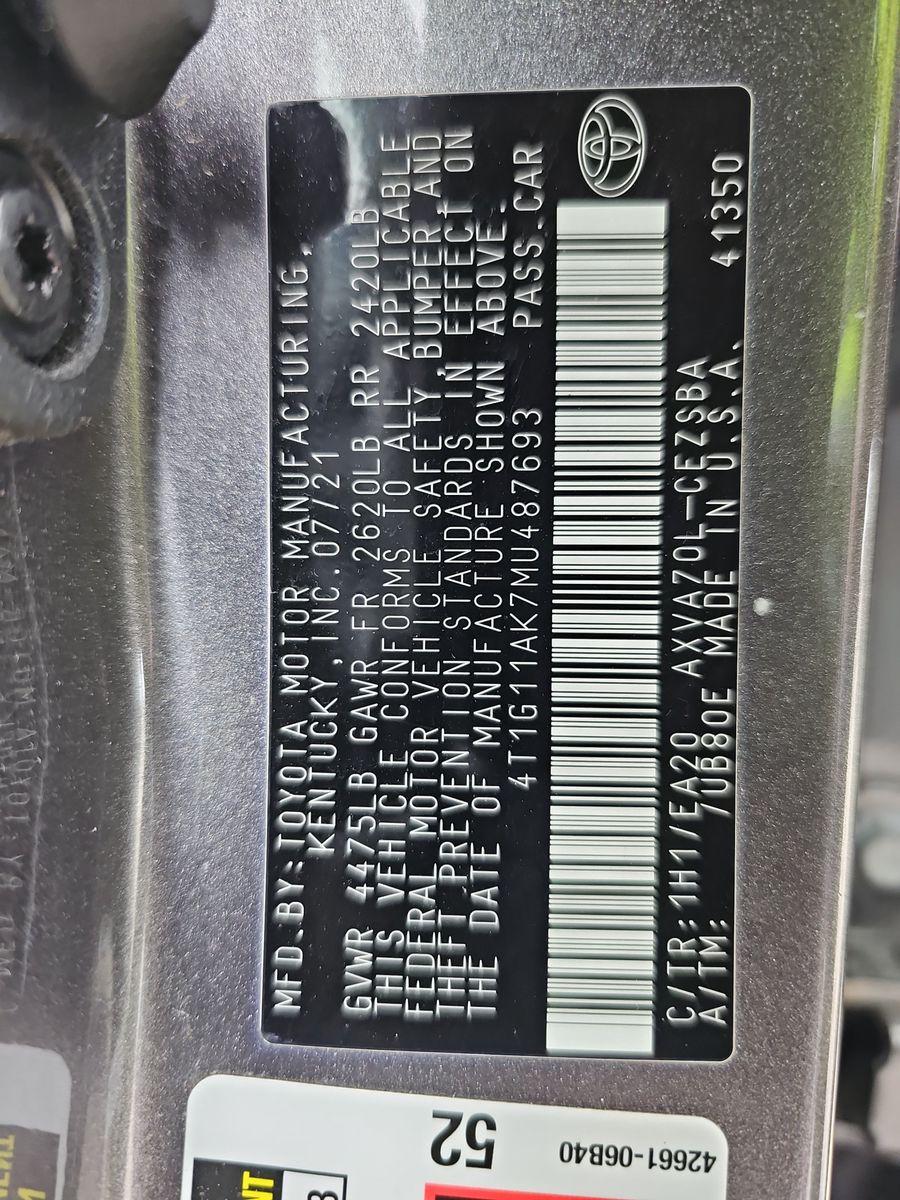 MFD.BY:TOYOTA MOTOR MANUFACTURING,
KENTUCKY,INC.07/21
GVWR 4475LB GAWR FR 2620LB RR 2420LB
THIS VEHICLE CONFORMS TO ALL APPLICABLE
FEDERAL MOTOR VEHICLE SAFETY, BUMPER AND
THEFT PREVENTION STANDARDS IN EFFECT ON
THE DATE OF MANUFACTURE SHOWN ABOVE.
4T1G11AK7MU487693 PASS.CAR
C/TR:1H1/EA20 AXVA70L-CEZSBA
A/TM: /UB80E MADE IN U.S.A. 41350
52
42661-06B40